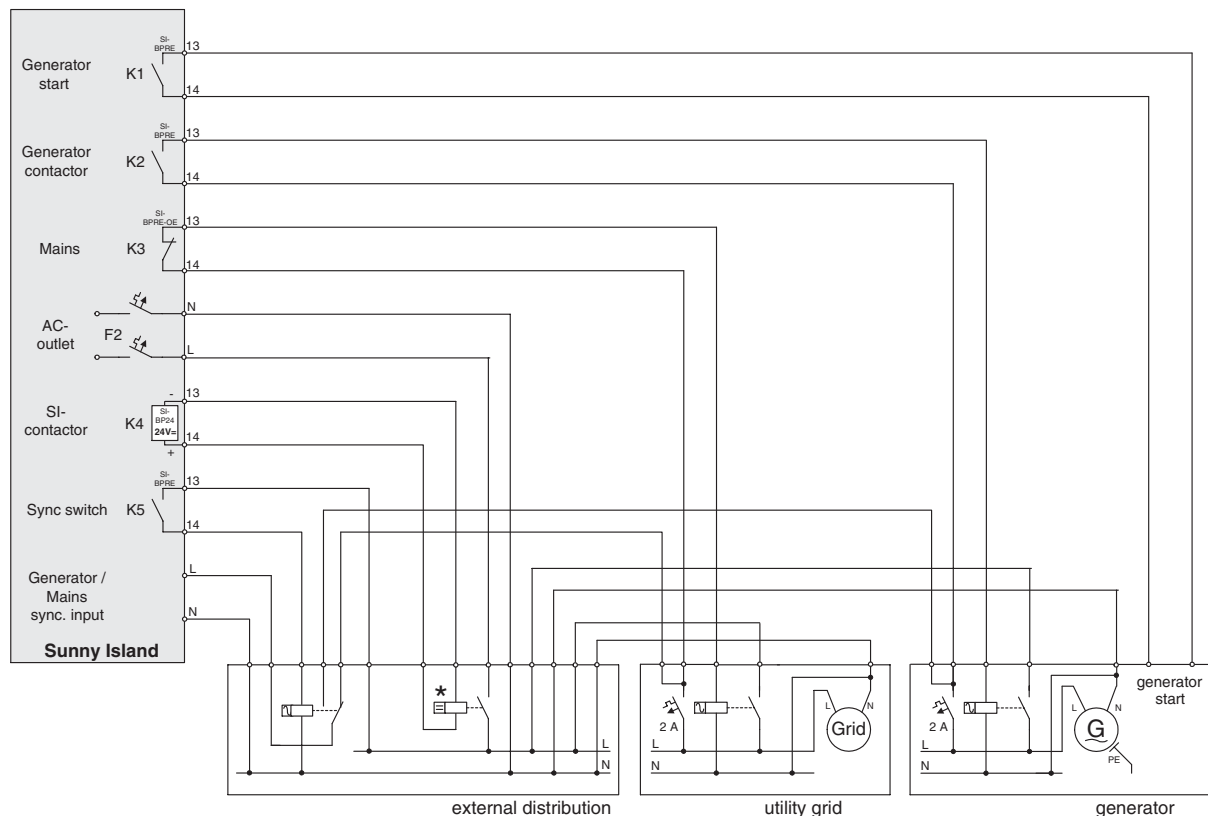 SI-
BPRE
13
Generator
start
K1
14
SI-
BPRE
13
Generator
contactor
K2
14
SI-
BPRE-OE
13
Mains
K3
14
N
AC-
outlet
F2
L
-
13
SI-
contactor
K4
SI-
BP24
24V=
14
+
SI-
BPRE
13
Sync switch
K5
14
L
Generator /
Mains
sync. input
N
Sunny Island
*
L
N
external distribution
2 A
L
N
Grid
L
N
utility grid
generator
start
2 A
L
N
G
PE
L
N
generator